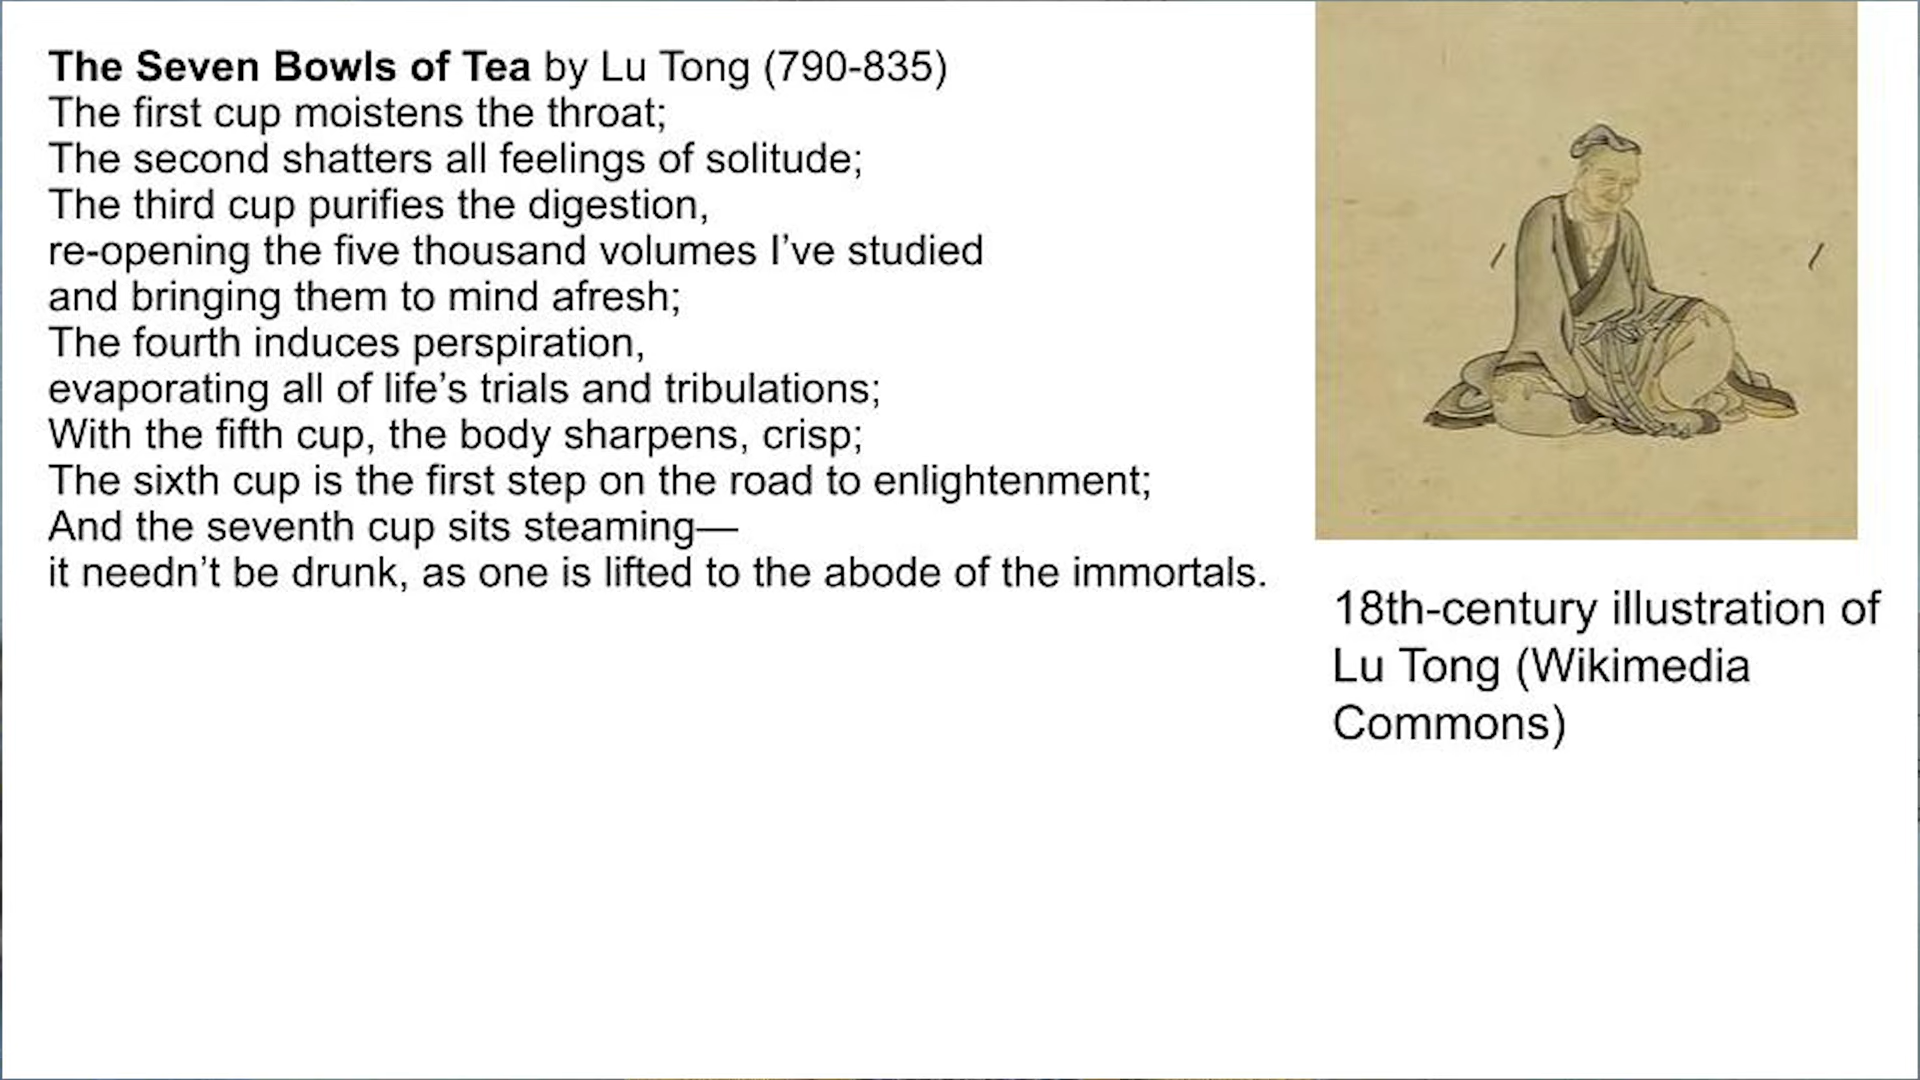 The Seven Bowls of Tea by Lu Tong (790-835)
The first cup moistens the throat;
The second shatters all feelings of solitude;
The third cup purifies the digestion,
re-opening the five thousand volumes I’ve studied
and bringing them to mind afresh;
The fourth induces perspiration,
evaporating all of life’s trials and tribulations;
With the fifth cup, the body sharpens, crisp;
The sixth cup is the first step on the road to enlightenment;
And the seventh cup sits steaming—
it needn’t be drunk, as one is lifted to the abode of the immortals.
18th-century illustration of
Lu Tong (Wikimedia
Commons)